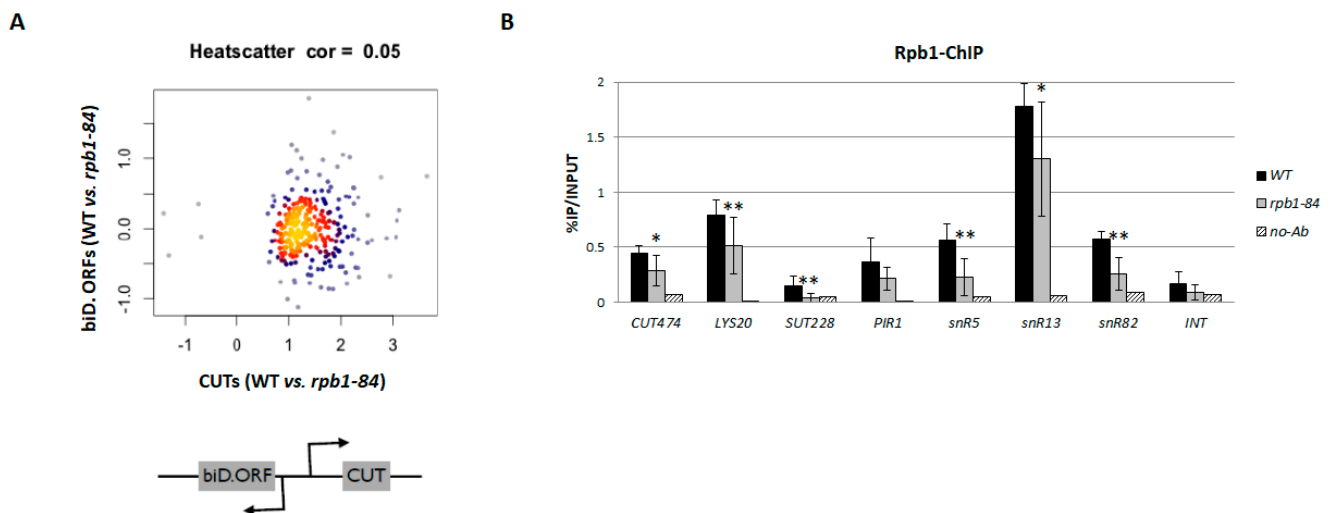 A
Heatscatter cor = 0.05
biD. ORFs (WT vs. rpb1-84)
1.0
0.0
-1.0
-1 0 1 2 3
CUTs (WT vs. rpb1-84)
biD.ORF CUT
B
Rpb1-ChIP
%IP/INPUT
2
1.5
1
0.5
0
* ** ** ** * **
CUT474 LYS20 SUT228 PIR1 snR5 snR13 snR82 INT
WT
rpb1-84
no-Ab